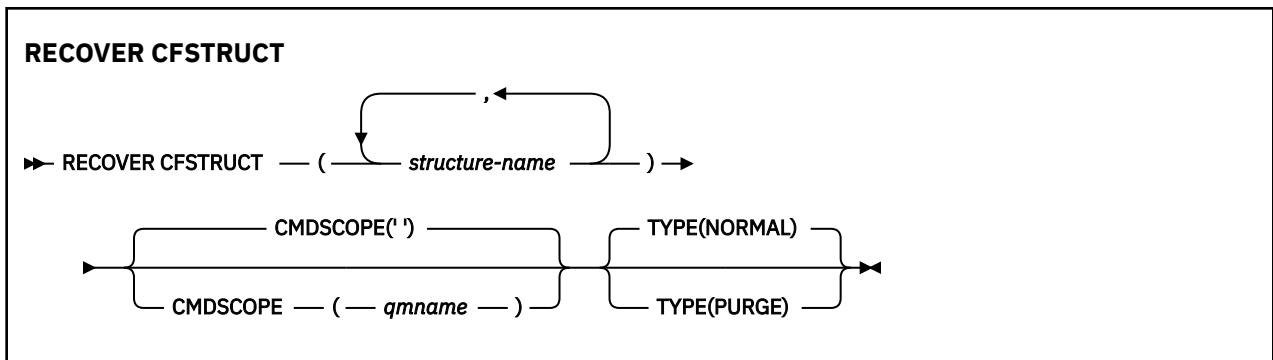 RECOVER CFSTRUCT
,
RECOVER CFSTRUCT ( structure-name )
CMDSCOPE(' ') TYPE(NORMAL)
CMDSCOPE ( qmname ) TYPE(PURGE)